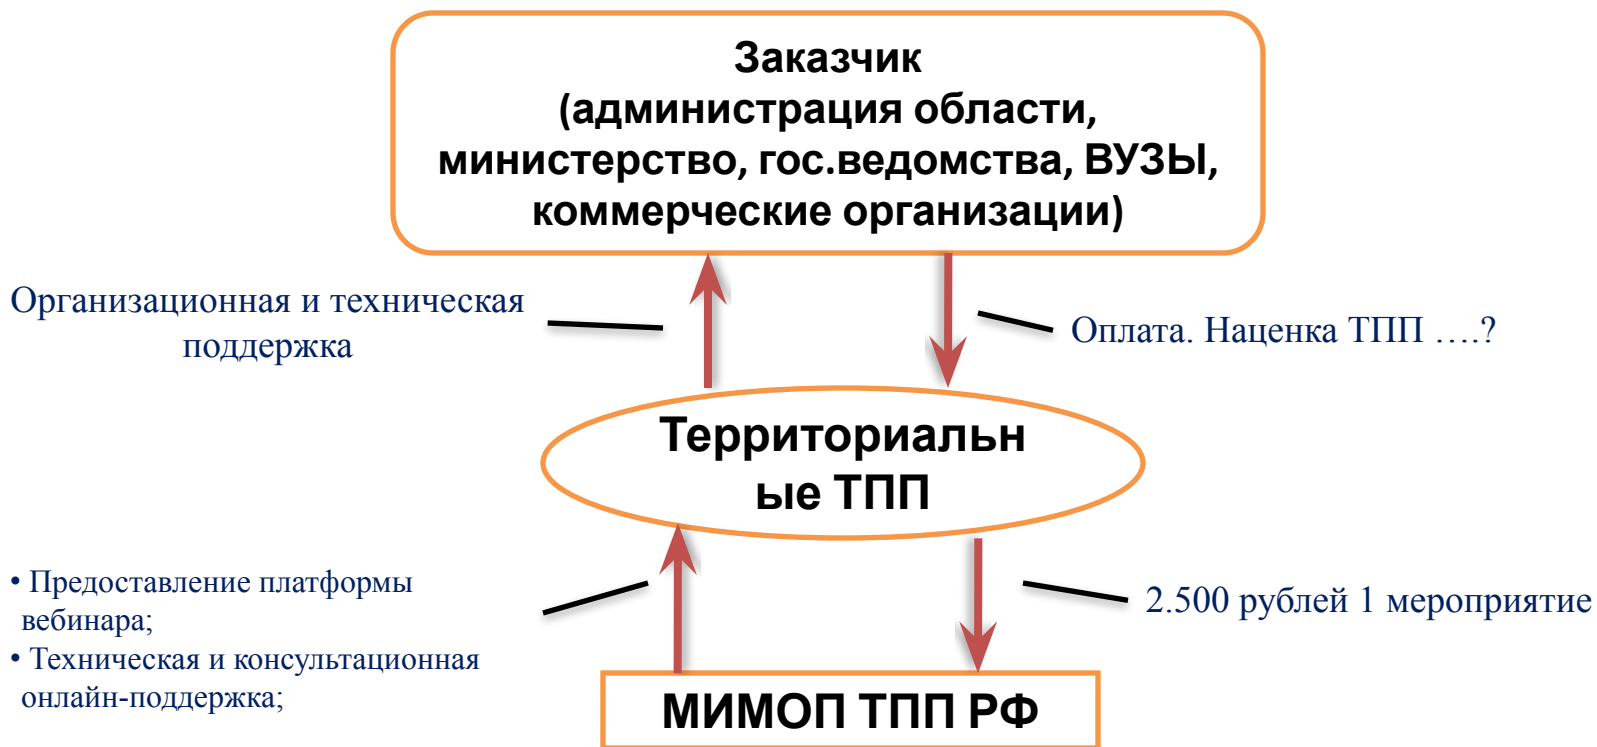 Заказчик
(администрация области,
министерство, гос.ведомства, ВУЗЫ,
коммерческие организации)
Организационная и техническая
поддержка
Оплата. Наценка ТПП ….?
Территориальн
ые ТПП
• Предоставление платформы
вебинара;
• Техническая и консультационная
онлайн-поддержка;
2.500 рублей 1 мероприятие
МИМОП ТПП РФ